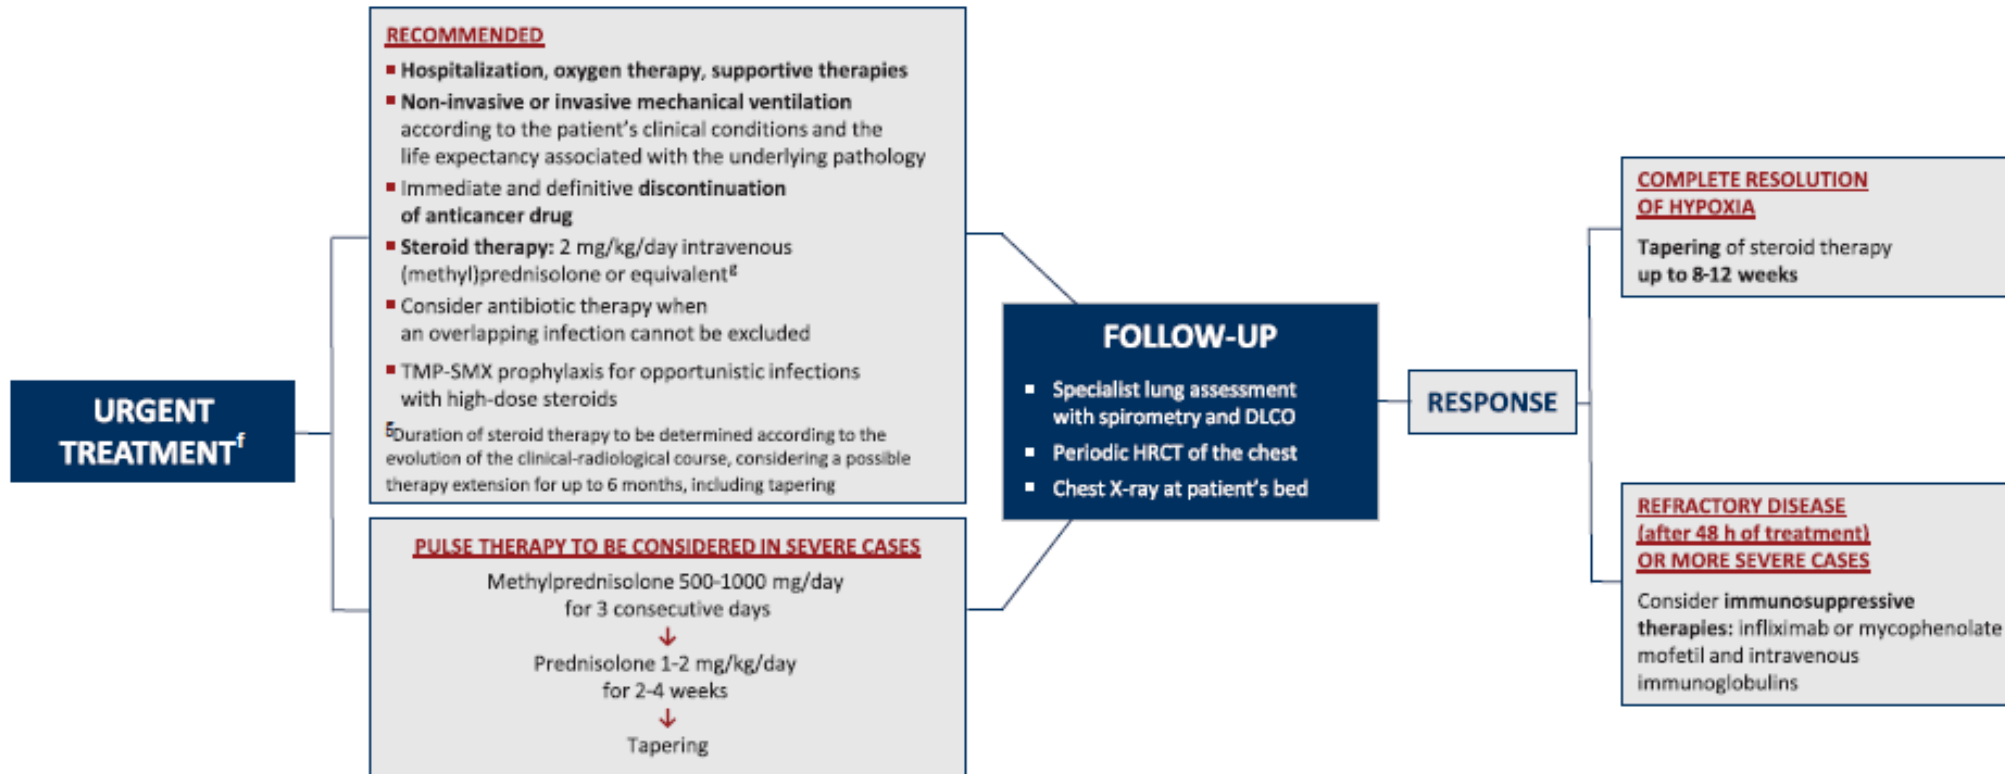 URGENT
TREATMENTf
RECOMMENDED
▪ Hospitalization, oxygen therapy, supportive therapies
▪ Non-invasive or invasive mechanical ventilation
according to the patient's clinical conditions and the
life expectancy associated with the underlying pathology
▪ Immediate and definitive discontinuation
of anticancer drug
▪ Steroid therapy: 2 mg/kg/day intravenous
(methyl)prednisolone or equivalentg
▪ Consider antibiotic therapy when
an overlapping infection cannot be excluded
▪ TMP-SMX prophylaxis for opportunistic infections
with high-dose steroids
gDuration of steroid therapy to be determined according to the
evolution of the clinical-radiological course, considering a possible
therapy extension for up to 6 months, including tapering
PULSE THERAPY TO BE CONSIDERED IN SEVERE CASES
Methylprednisolone 500-1000 mg/day
for 3 consecutive days
↓
Prednisolone 1-2 mg/kg/day
for 2-4 weeks
↓
Tapering
FOLLOW-UP
▪ Specialist lung assessment
with spirometry and DLCO
▪ Periodic HRCT of the chest
▪ Chest X-ray at patient's bed
RESPONSE
COMPLETE RESOLUTION
OF HYPOXIA
Tapering of steroid therapy
up to 8-12 weeks
REFRACTORY DISEASE
(after 48 h of treatment)
OR MORE SEVERE CASES
Consider immunosuppressive
therapies: infliximab or mycophenolate
mofetil and intravenous
immunoglobulins